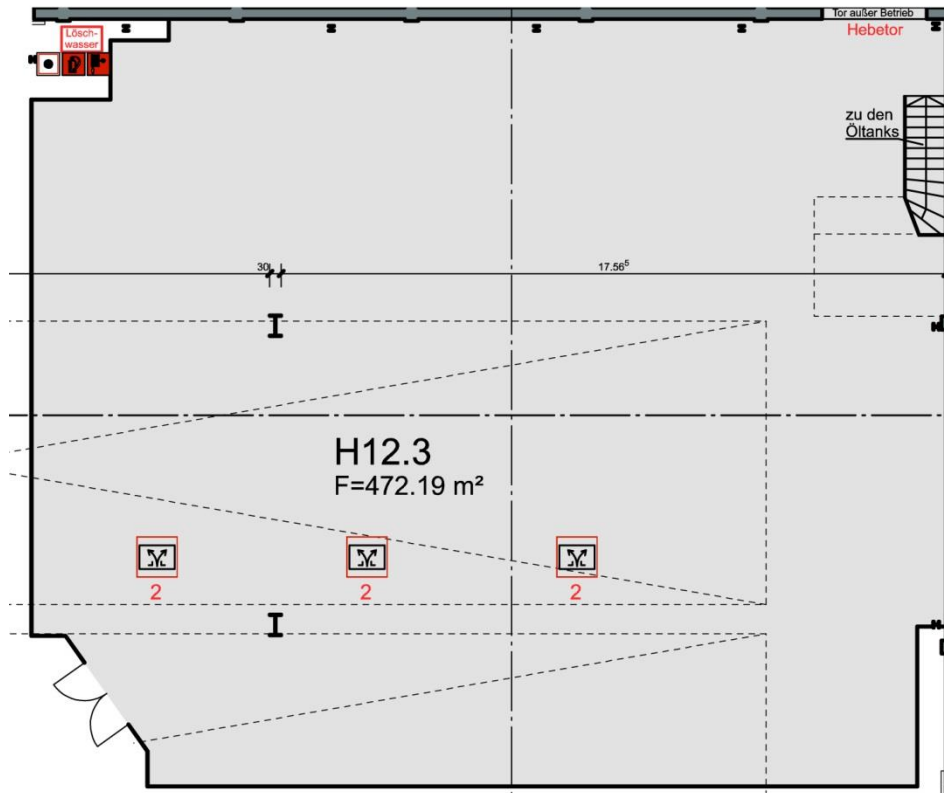 Tor außer Betrieb
Hebetor
Lösch-
wasser
zu den
Öltanks
30
17.56⁵
H12.3
F=472.19 m²
2
2
2